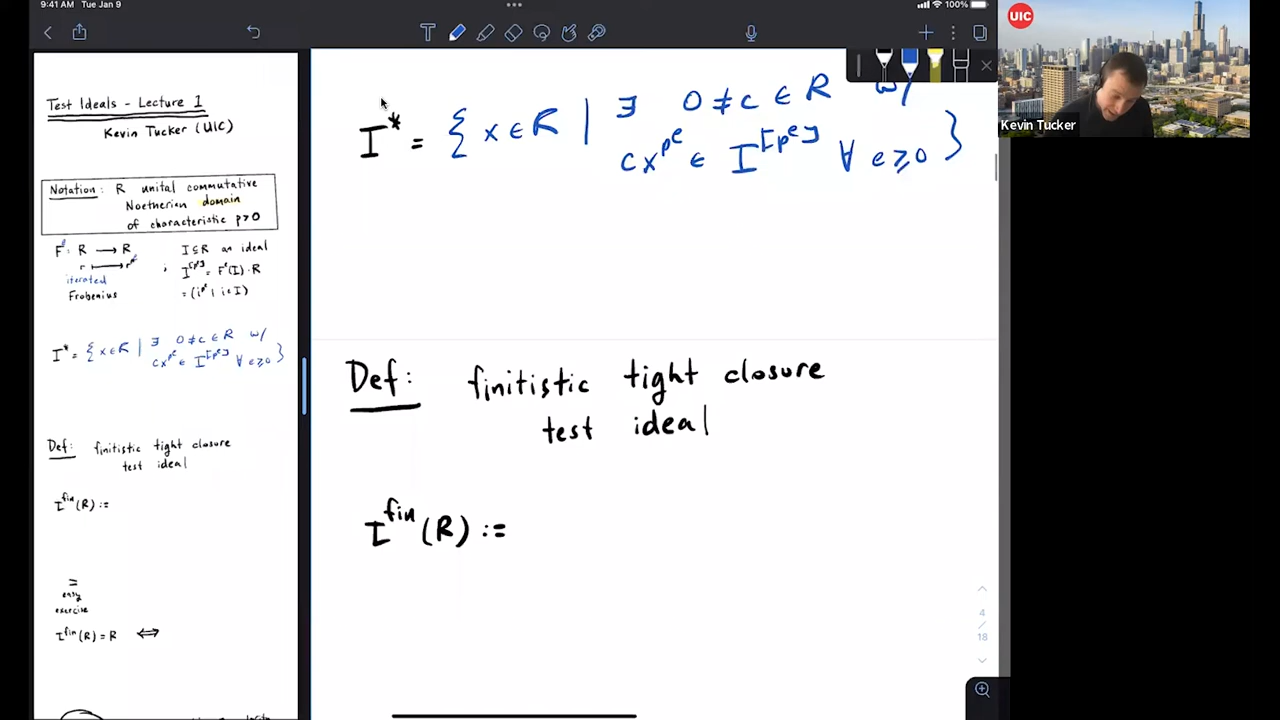 9:41 AM Tue Jan 9
100%
UIC
Kevin Tucker
Test Ideals - Lecture 1
Kevin Tucker (UIC)
Notation: R unital commutative
Noetherian domain
of characteristic p>0
F^e: R → R
r ↦ r^{p^e}
iterated
Frobenius
I ⊆ R an ideal
; I^{[p^e]} = F^e(I)·R
= (i^{p^e} | i∈I)
I* = { x∈R | ∃ 0≠c∈R w/
cx^{p^e} ∈ I^{[p^e]} ∀ e≥0 }
Def: finitistic tight closure
test ideal
I^{fin}(R) :=
=
easy
exercise
I^{fin}(R) = R ⟺
I* = { x∈R | ∃ 0≠c∈R w/
cx^{p^e} ∈ I^{[p^e]} ∀ e≥0 }
Def: finitistic tight closure
test ideal
I^{fin}(R) :=
4
/
18